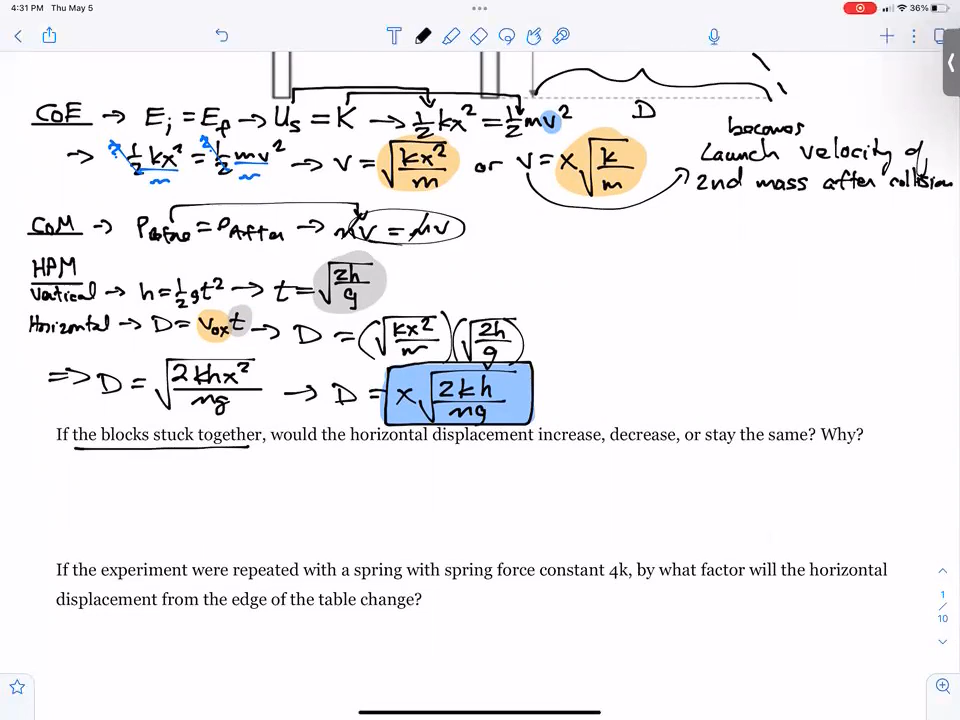 4:31 PM Thu May 5
36%
D
CoE → Ei = Ef → Us = K → ½kx² = ½mv²
becomes
Launch velocity of
2nd mass after collision
→ ½kx²/m = ½mv²/m → v = √(kx²/m) or v = x√(k/m)
CoM → PBefore = PAfter → mv = mv
HPM
Vertical → h = ½gt² → t = √(2h/g)
Horizontal → D = voxt → D = (√(kx²/m))(√(2h/g))
⇒ D = √(2khx²/mg) → D = x√(2kh/mg)
If the blocks stuck together, would the horizontal displacement increase, decrease, or stay the same? Why?
If the experiment were repeated with a spring with spring force constant 4k, by what factor will the horizontal
displacement from the edge of the table change?
1
/
10